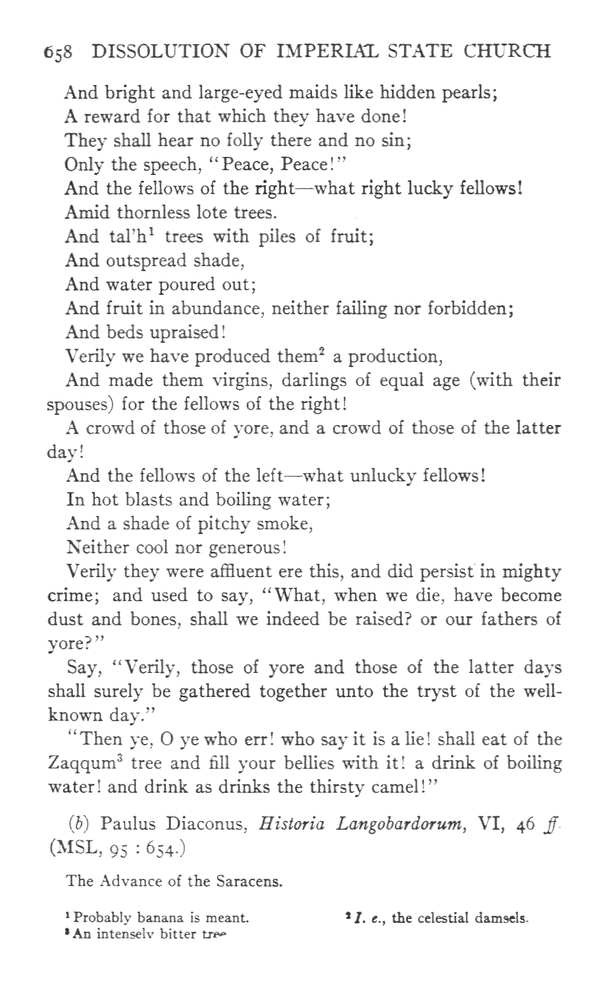 658 DISSOLUTION OF IMPERIAL STATE CHURCH
And bright and large-eyed maids like hidden pearls;
A reward for that which they have done!
They shall hear no folly there and no sin;
Only the speech, "Peace, Peace!"
And the fellows of the right—what right lucky fellows!
Amid thornless lote trees.
And tal'h¹ trees with piles of fruit;
And outspread shade,
And water poured out;
And fruit in abundance, neither failing nor forbidden;
And beds upraised!
Verily we have produced them² a production,
And made them virgins, darlings of equal age (with their
spouses) for the fellows of the right!
A crowd of those of yore, and a crowd of those of the latter
day!
And the fellows of the left—what unlucky fellows!
In hot blasts and boiling water;
And a shade of pitchy smoke,
Neither cool nor generous!
Verily they were affluent ere this, and did persist in mighty
crime; and used to say, "What, when we die, have become
dust and bones, shall we indeed be raised? or our fathers of
yore?"
Say, "Verily, those of yore and those of the latter days
shall surely be gathered together unto the tryst of the well-
known day."
"Then ye, O ye who err! who say it is a lie! shall eat of the
Zaqqum³ tree and fill your bellies with it! a drink of boiling
water! and drink as drinks the thirsty camel!"
(b) Paulus Diaconus, Historia Langobardorum, VI, 46 ff.
(MSL, 95 : 654.)
The Advance of the Saracens.
¹ Probably banana is meant. ² I. e., the celestial damsels.
³ An intensely bitter tree